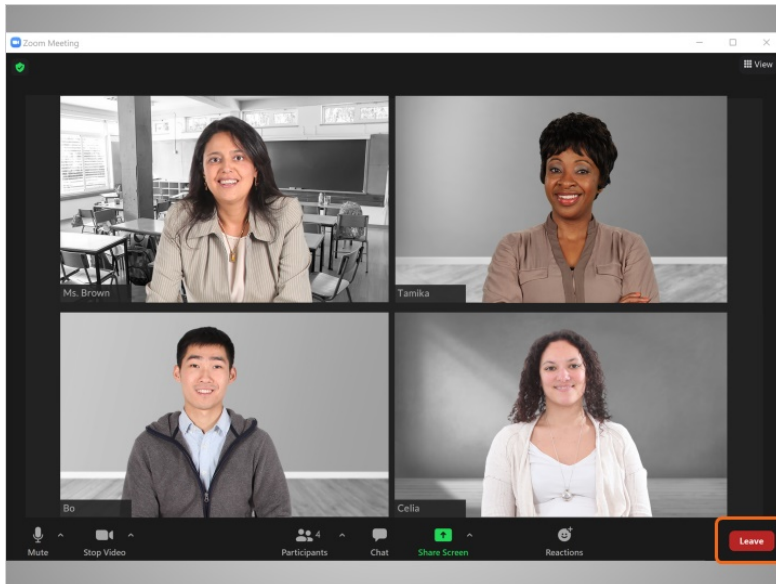 Zoom Meeting
View
Ms. Brown
Tamika
Bo
Celia
Mute
Stop Video
4
Participants
Chat
Share Screen
Reactions
Leave